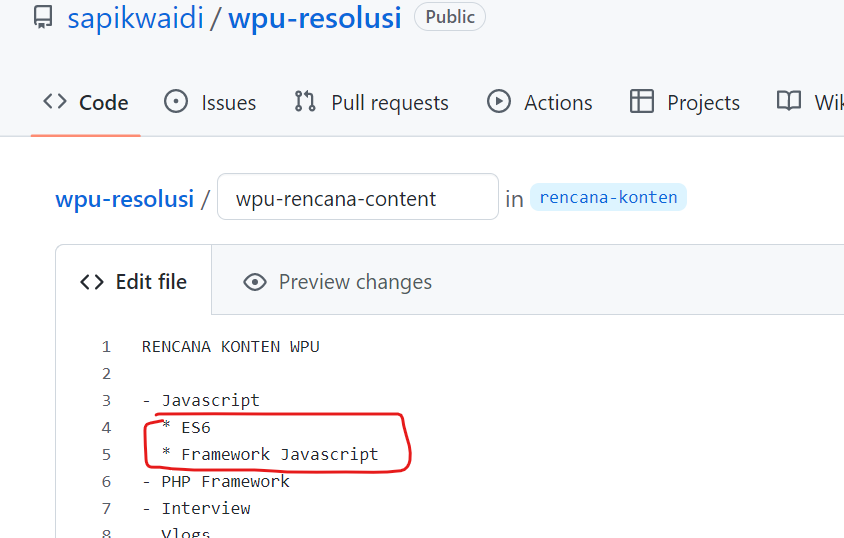 sapikwaidi / wpu-resolusi Public
Code Issues Pull requests Actions Projects
wpu-resolusi / wpu-rencana-content in rencana-konten
<> Edit file Preview changes
1 RENCANA KONTEN WPU
2
3 - Javascript
4 * ES6
5 * Framework Javascript
6 - PHP Framework
7 - Interview
8 Vlogs